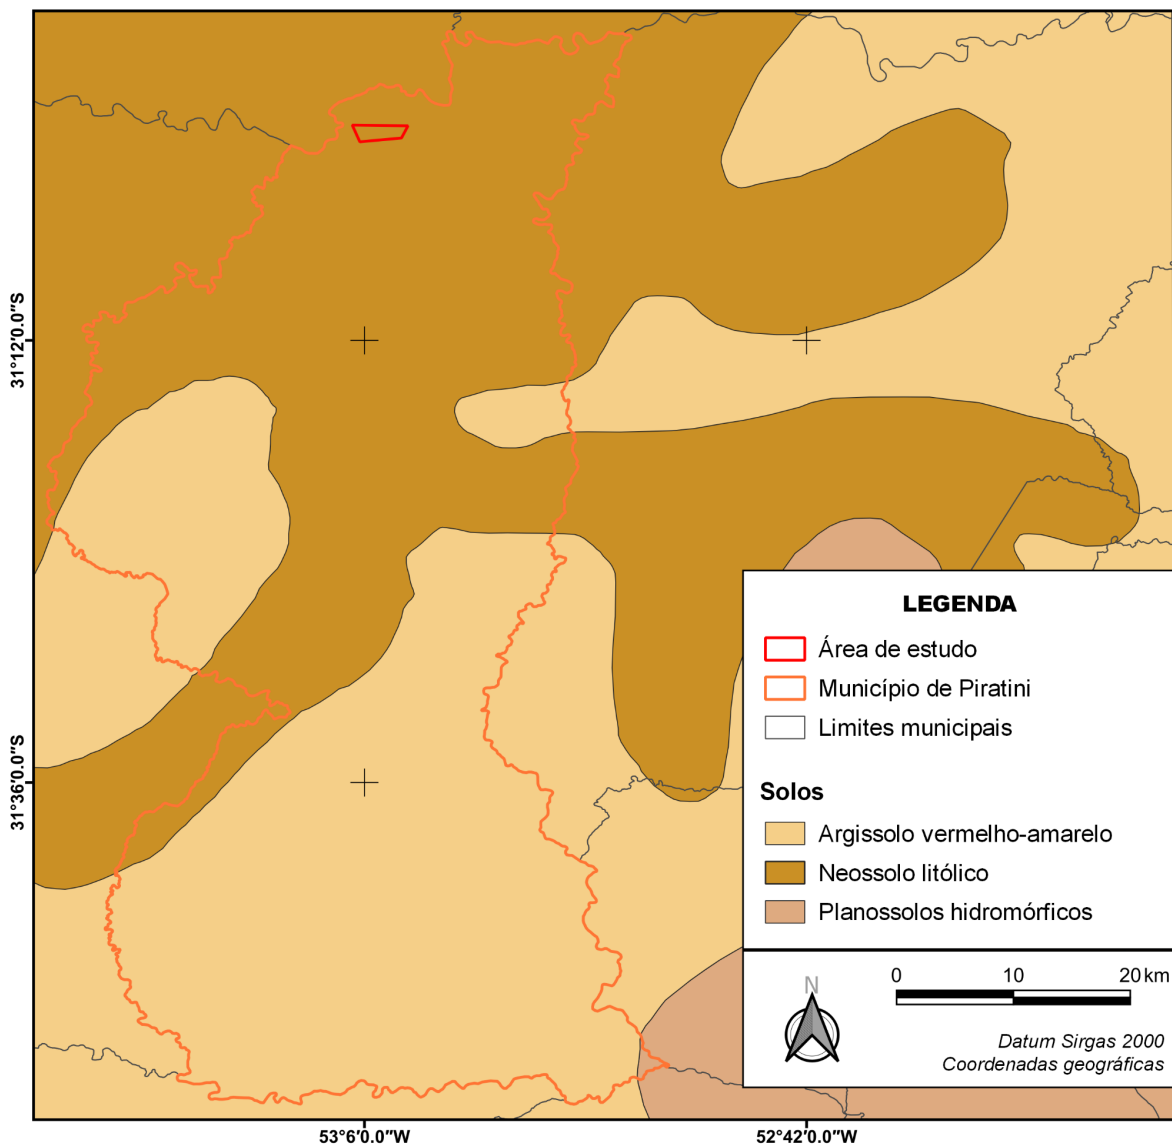 31°12'0.0"S
31°36'0.0"S
LEGENDA
Área de estudo
Município de Piratini
Limites municipais
Solos
Argissolo vermelho-amarelo
Neossolo litólico
Planossolos hidromórficos
N
0 10 20 km
Datum Sirgas 2000
Coordenadas geográficas
53°6'0.0"W 52°42'0.0"W